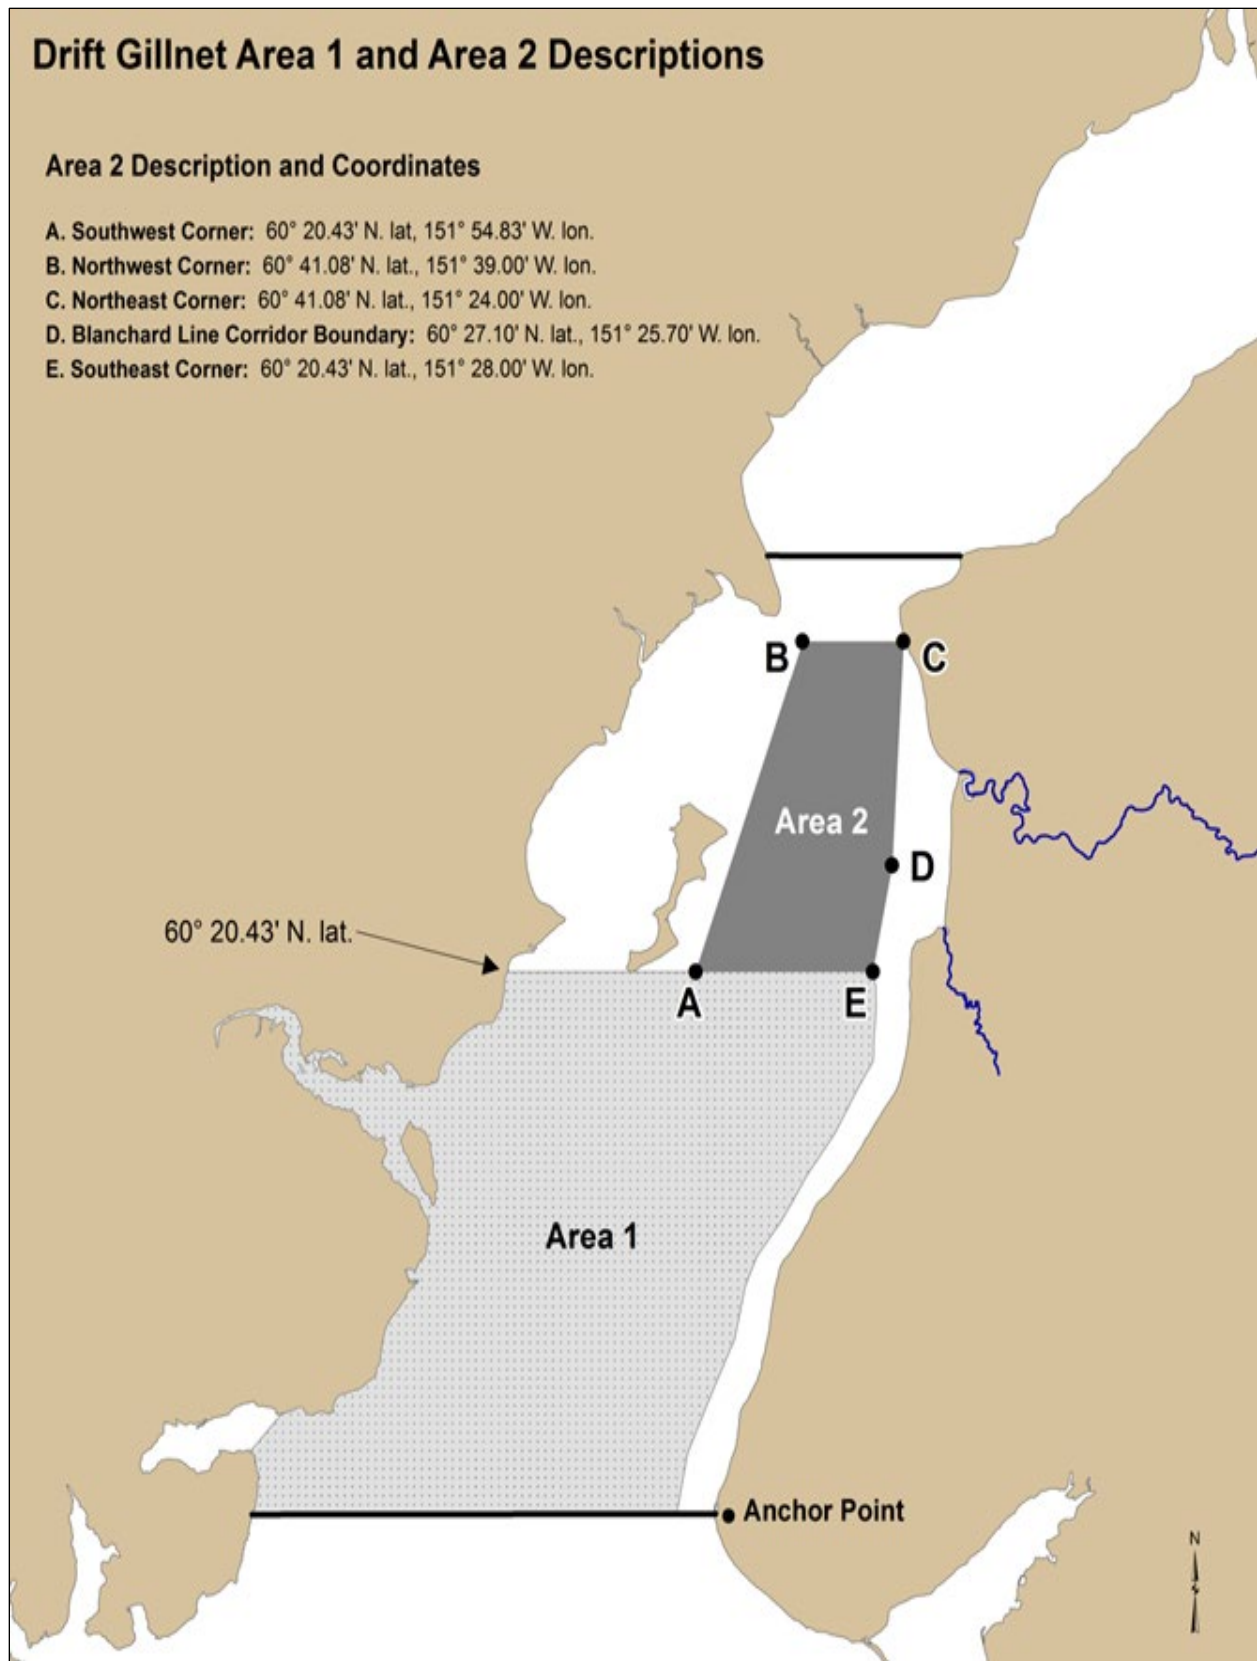 Drift Gillnet Area 1 and Area 2 Descriptions
Area 2 Description and Coordinates
A. Southwest Corner: 60° 20.43' N. lat, 151° 54.83' W. lon.
B. Northwest Corner: 60° 41.08' N. lat., 151° 39.00' W. lon.
C. Northeast Corner: 60° 41.08' N. lat., 151° 24.00' W. lon.
D. Blanchard Line Corridor Boundary: 60° 27.10' N. lat., 151° 25.70' W. lon.
E. Southeast Corner: 60° 20.43' N. lat., 151° 28.00' W. lon.
B
C
Area 2
D
60° 20.43' N. lat.
A
E
Area 1
Anchor Point
N